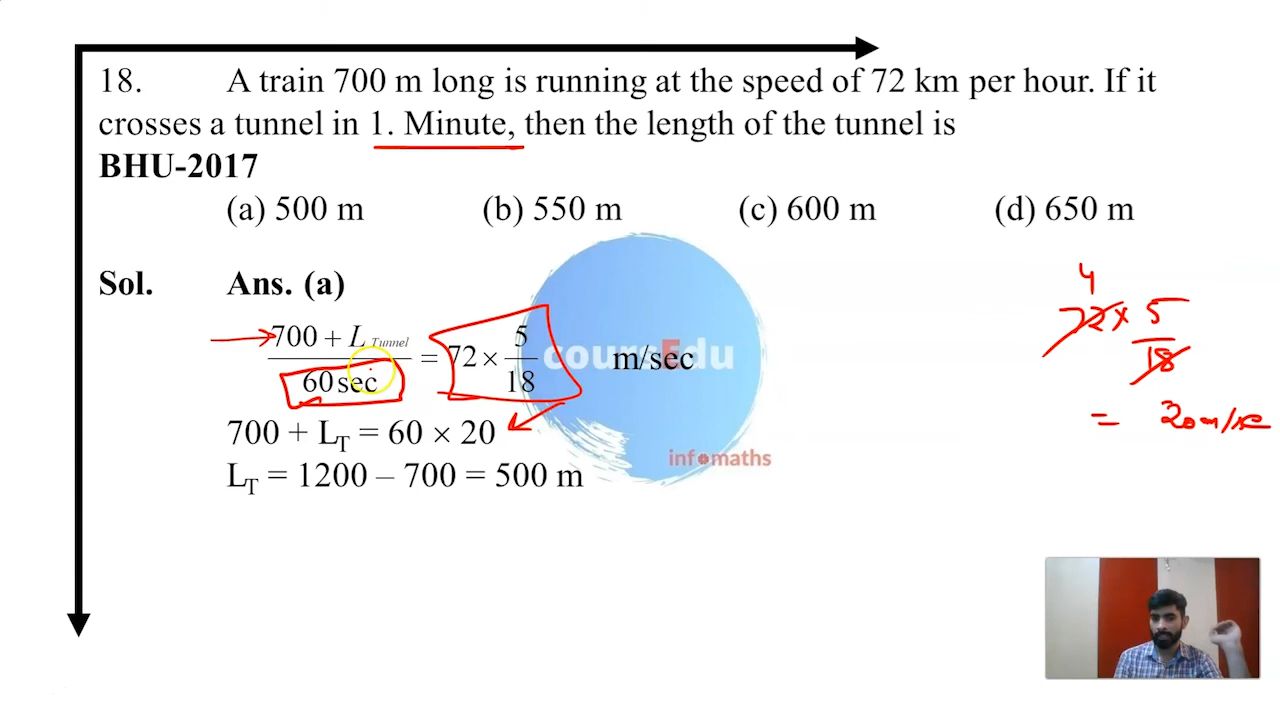 18. A train 700 m long is running at the speed of 72 km per hour. If it
crosses a tunnel in 1. Minute, then the length of the tunnel is
BHU-2017
(a) 500 m (b) 550 m (c) 600 m (d) 650 m
Sol. Ans. (a)
700 + L Tunnel / 60 sec = 72 × 5/18 m/sec
700 + L_T = 60 × 20
L_T = 1200 – 700 = 500 m
coursEdu
infomaths
4
72 × 5/18
= 20 m/sec